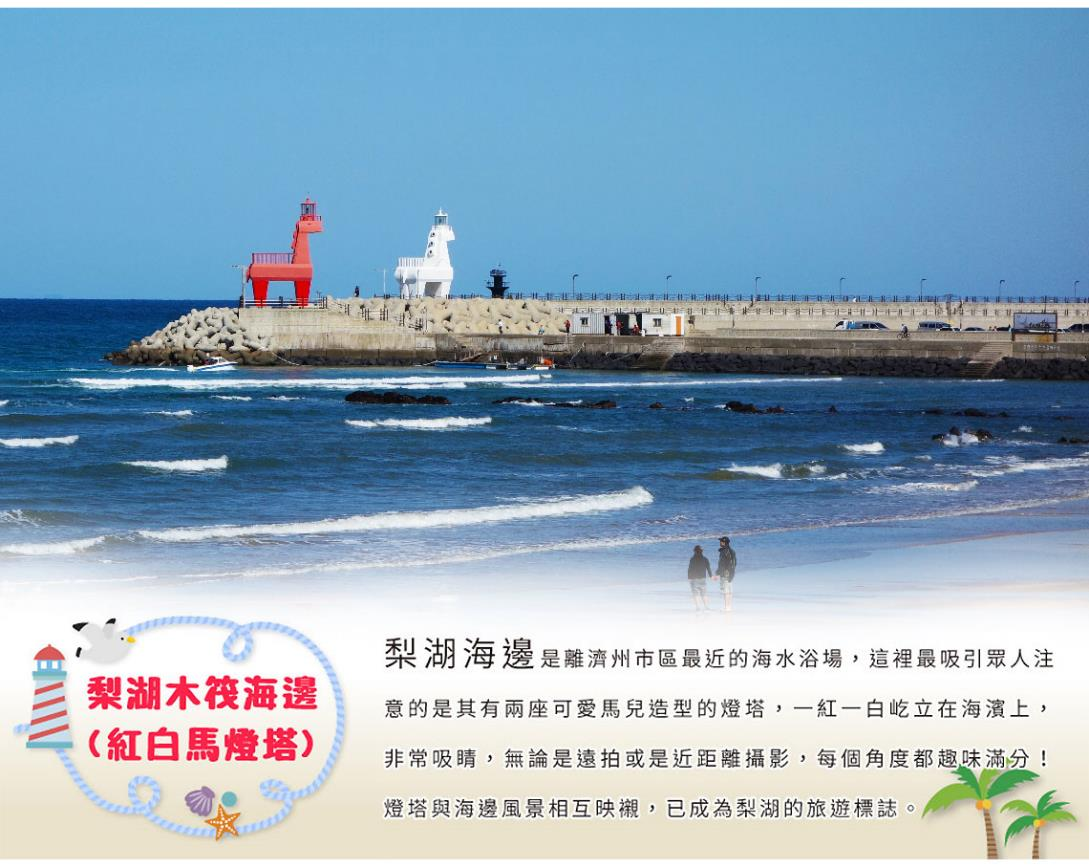 梨湖木筏海邊
（紅白馬燈塔）
梨湖海邊是離濟州市區最近的海水浴場，這裡最吸引眾人注
意的是其有兩座可愛馬兒造型的燈塔，一紅一白屹立在海濱上，
非常吸睛，無論是遠拍或是近距離攝影，每個角度都趣味滿分！
燈塔與海邊風景相互映襯，已成為梨湖的旅遊標誌。